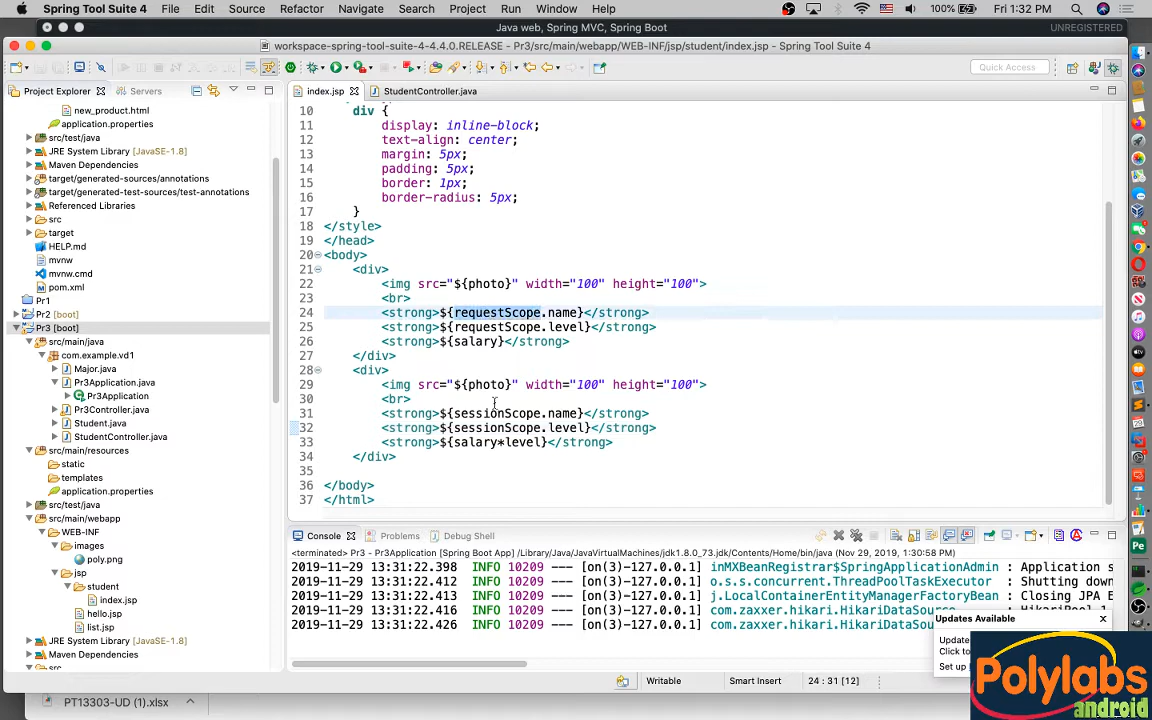 Spring Tool Suite 4 File Edit Source Refactor Navigate Search Project Run Window Help 100% Fri 1:32 PM
Java web, Spring MVC, Spring Boot UNREGISTERED
workspace-spring-tool-suite-4-4.4.0.RELEASE - Pr3/src/main/webapp/WEB-INF/jsp/student/index.jsp - Spring Tool Suite 4
Quick Access
Project Explorer Servers
new_product.html
application.properties
src/test/java
JRE System Library [JavaSE-1.8]
Maven Dependencies
target/generated-sources/annotations
target/generated-test-sources/test-annotations
Referenced Libraries
src
target
HELP.md
mvnw
mvnw.cmd
pom.xml
Pr1
Pr2 [boot]
Pr3 [boot]
src/main/java
com.example.vd1
Major.java
Pr3Application.java
Pr3Application
Pr3Controller.java
Student.java
StudentController.java
src/main/resources
static
templates
application.properties
src/test/java
src/main/webapp
WEB-INF
images
poly.png
jsp
student
index.jsp
hello.jsp
list.jsp
JRE System Library [JavaSE-1.8]
Maven Dependencies
src
index.jsp StudentController.java
10 div {
11 display: inline-block;
12 text-align: center;
13 margin: 5px;
14 padding: 5px;
15 border: 1px;
16 border-radius: 5px;
17 }
18 </style>
19 </head>
20 <body>
21 <div>
22 <img src="${photo}" width="100" height="100">
23 <br>
24 <strong>${requestScope.name}</strong>
25 <strong>${requestScope.level}</strong>
26 <strong>${salary}</strong>
27 </div>
28 <div>
29 <img src="${photo}" width="100" height="100">
30 <br>
31 <strong>${sessionScope.name}</strong>
32 <strong>${sessionScope.level}</strong>
33 <strong>${salary*level}</strong>
34 </div>
35
36 </body>
37 </html>
Console Problems Debug Shell
<terminated> Pr3 - Pr3Application [Spring Boot App] /Library/Java/JavaVirtualMachines/jdk1.8.0_73.jdk/Contents/Home/bin/java (Nov 29, 2019, 1:30:58 PM)
2019-11-29 13:31:22.398 INFO 10209 --- [on(3)-127.0.0.1] inMXBeanRegistrar$SpringApplicationAdmin : Application s
2019-11-29 13:31:22.412 INFO 10209 --- [on(3)-127.0.0.1] o.s.s.concurrent.ThreadPoolTaskExecutor : Shutting down
2019-11-29 13:31:22.413 INFO 10209 --- [on(3)-127.0.0.1] j.LocalContainerEntityManagerFactoryBean : Closing JPA E
2019-11-29 13:31:22.416 INFO 10209 --- [on(3)-127.0.0.1] com.zaxxer.hikari.HikariDataSource
2019-11-29 13:31:22.426 INFO 10209 --- [on(3)-127.0.0.1] com.zaxxer.hikari.HikariDataSou
Updates Available
Update
Click to
Set up
Writable Smart Insert 24 : 31 [12]
PT13303-UD (1).xlsx
Polylabs
android